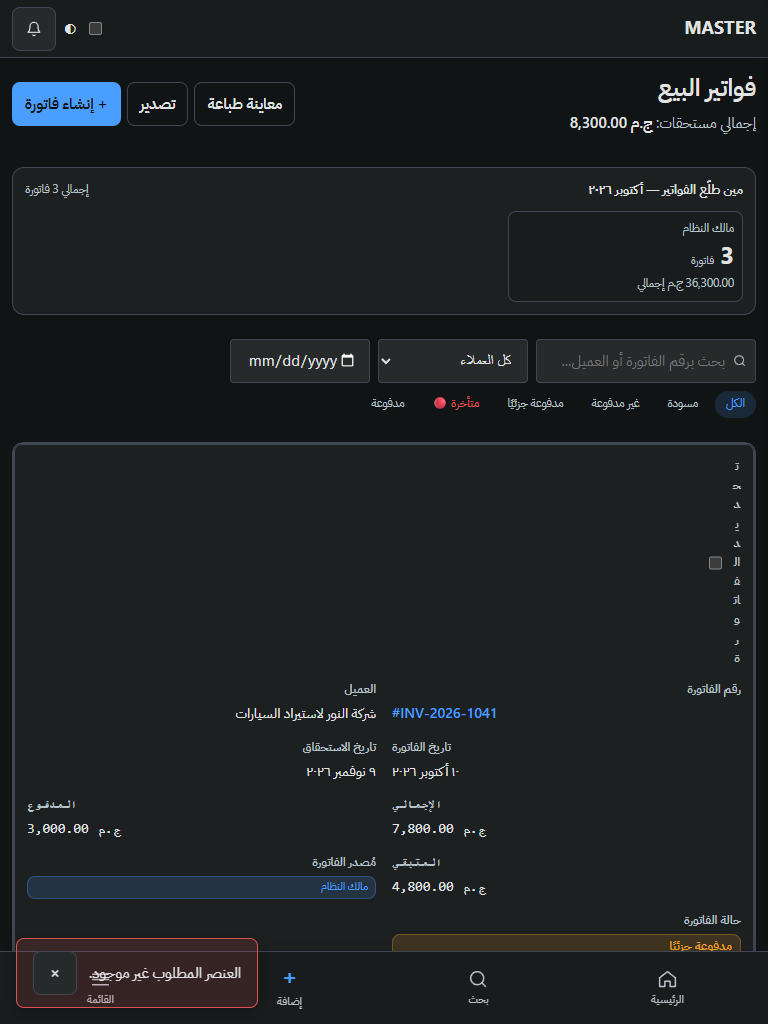 MASTER
فواتير البيع
إجمالي مستحقات: ج.م 8,300.00
معاينة طباعة
تصدير
+ إنشاء فاتورة
مين طلّع الفواتير — أكتوبر ٢٠٢٦
إجمالي 3 فاتورة
مالك النظام
3 فاتورة
36,300.00 ج.م إجمالي
بحث برقم الفاتورة أو العميل...
كل العملاء
mm/dd/yyyy
الكل
مسودة
غير مدفوعة
مدفوعة جزئيًا
متأخرة
مدفوعة
تحديد الفاتورة
رقم الفاتورة
#INV-2026-1041
العميل
شركة النور لاستيراد السيارات
تاريخ الفاتورة
١٠ أكتوبر ٢٠٢٦
تاريخ الاستحقاق
٩ نوفمبر ٢٠٢٦
الإجمالي
ج.م 7,800.00
المدفوع
ج.م 3,000.00
المتبقي
ج.م 4,800.00
مُصدر الفاتورة
مالك النظام
حالة الفاتورة
مدفوعة جزئيًا
العنصر المطلوب غير موجود.
×
الرئيسية
بحث
+
إضافة
القائمة